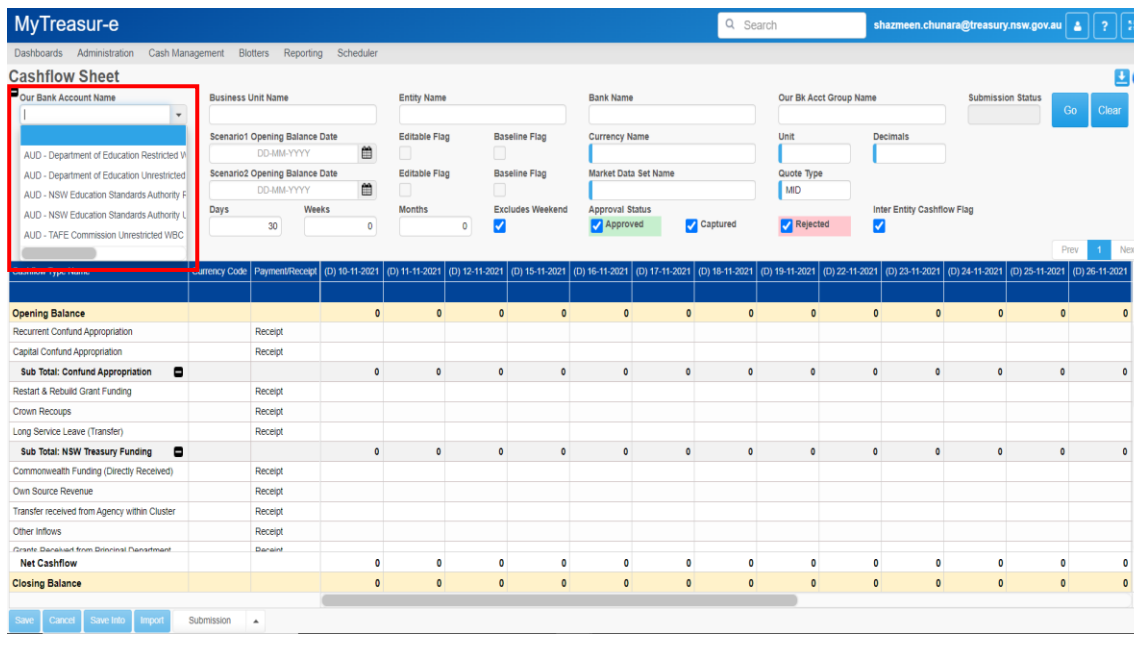 MyTreasur-e
Search
shazmeen.chunara@treasury.nsw.gov.au
?
Dashboards Administration Cash Management Blotters Reporting Scheduler
Cashflow Sheet
Our Bank Account Name Business Unit Name Entity Name Bank Name Our Bk Acct Group Name Submission Status
Go Clear
Scenario1 Opening Balance Date Editable Flag Baseline Flag Currency Name Unit Decimals
DD-MM-YYYY
AUD - Department of Education Restricted W
AUD - Department of Education Unrestricted
Scenario2 Opening Balance Date Editable Flag Baseline Flag Market Data Set Name Quote Type
DD-MM-YYYY MID
AUD - NSW Education Standards Authority
AUD - NSW Education Standards Authority
Days Weeks Months Excludes Weekend Approval Status Inter Entity Cashflow Flag
30 0 0 Approved Captured Rejected
AUD - TAFE Commission Unrestricted WBC
Prev 1 Nex
Cashflow Type Name Currency Code Payment/Receipt (D) 10-11-2021 (D) 11-11-2021 (D) 12-11-2021 (D) 15-11-2021 (D) 16-11-2021 (D) 17-11-2021 (D) 18-11-2021 (D) 19-11-2021 (D) 22-11-2021 (D) 23-11-2021 (D) 24-11-2021 (D) 25-11-2021 (D) 26-11-2021
Opening Balance 0 0 0 0 0 0 0 0 0 0 0 0 0
Recurrent Confund Appropriation Receipt
Capital Confund Appropriation Receipt
Sub Total: Confund Appropriation 0 0 0 0 0 0 0 0 0 0 0 0 0
Restart & Rebuild Grant Funding Receipt
Crown Recoups Receipt
Long Service Leave (Transfer) Receipt
Sub Total: NSW Treasury Funding 0 0 0 0 0 0 0 0 0 0 0 0 0
Commonwealth Funding (Directly Received) Receipt
Own Source Revenue Receipt
Transfer received from Agency within Cluster Receipt
Other Inflows Receipt
Grants Received from Principal Department Receipt
Net Cashflow 0 0 0 0 0 0 0 0 0 0 0 0 0
Closing Balance 0 0 0 0 0 0 0 0 0 0 0 0 0
Save Cancel Save Into Import Submission